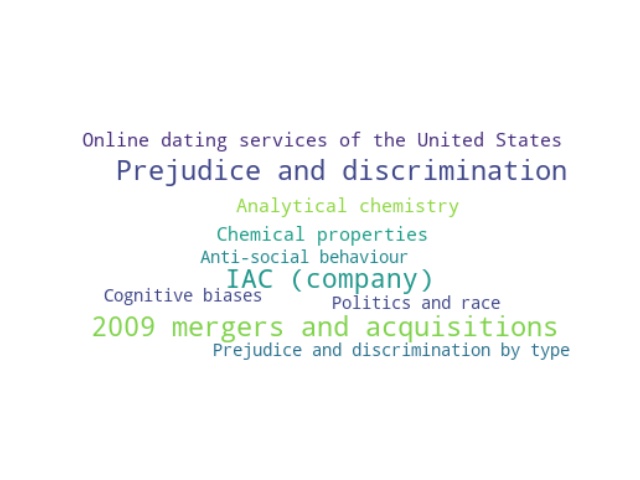 Online dating services of the United States
Prejudice and discrimination
Analytical chemistry
Chemical properties
Anti-social behaviour
IAC (company)
Cognitive biases
Politics and race
2009 mergers and acquisitions
Prejudice and discrimination by type